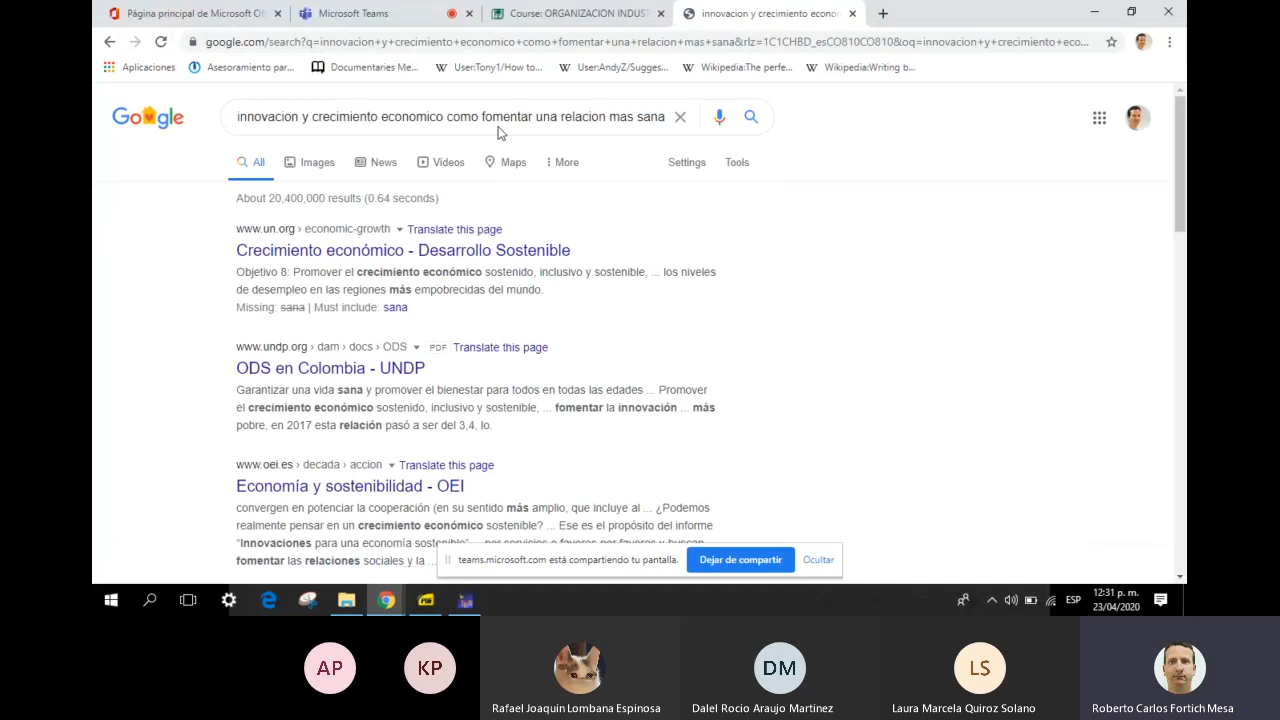 Página principal de Microsoft Of
Microsoft Teams
Course: ORGANIZACION INDUST
innovacion y crecimiento econo
google.com/search?q=innovacion+y+crecimiento+economico+como+fomentar+una+relacion+mas+sana&rlz=1C1CHBD_esCO810CO810&oq=innovacion+y+crecimiento+eco...
Aplicaciones
Asesoramiento par...
Documentaries Me...
User:Tony1/How to...
User:AndyZ/Sugges...
Wikipedia:The perfe...
Wikipedia:Writing b...
Google
innovacion y crecimiento economico como fomentar una relacion mas sana
All
Images
News
Videos
Maps
More
Settings
Tools
About 20,400,000 results (0.64 seconds)
www.un.org › economic-growth
Translate this page
Crecimiento económico - Desarrollo Sostenible
Objetivo 8: Promover el crecimiento económico sostenido, inclusivo y sostenible, ... los niveles
de desempleo en las regiones más empobrecidas del mundo.
Missing: sana | Must include: sana
www.undp.org › dam › docs › ODS
PDF
Translate this page
ODS en Colombia - UNDP
Garantizar una vida sana y promover el bienestar para todos en todas las edades ... Promover
el crecimiento económico sostenido, inclusivo y sostenible, ... fomentar la innovación ... más
pobre, en 2017 esta relación pasó a ser del 3,4, lo.
www.oei.es › decada › accion
Translate this page
Economía y sostenibilidad - OEI
convergen en potenciar la cooperación (en su sentido más amplio, que incluye al ... ¿Podemos
realmente pensar en un crecimiento económico sostenible? ... Ese es el propósito del informe
"Innovaciones para una economía sostenible" ... por servicios o favores por favores y buscan
fomentar las relaciones sociales y la ...
teams.microsoft.com está compartiendo tu pantalla.
Dejar de compartir
Ocultar
ESP
12:31 p. m.
23/04/2020
AP
KP
DM
LS
Rafael Joaquin Lombana Espinosa
Dalel Rocio Araujo Martinez
Laura Marcela Quiroz Solano
Roberto Carlos Fortich Mesa